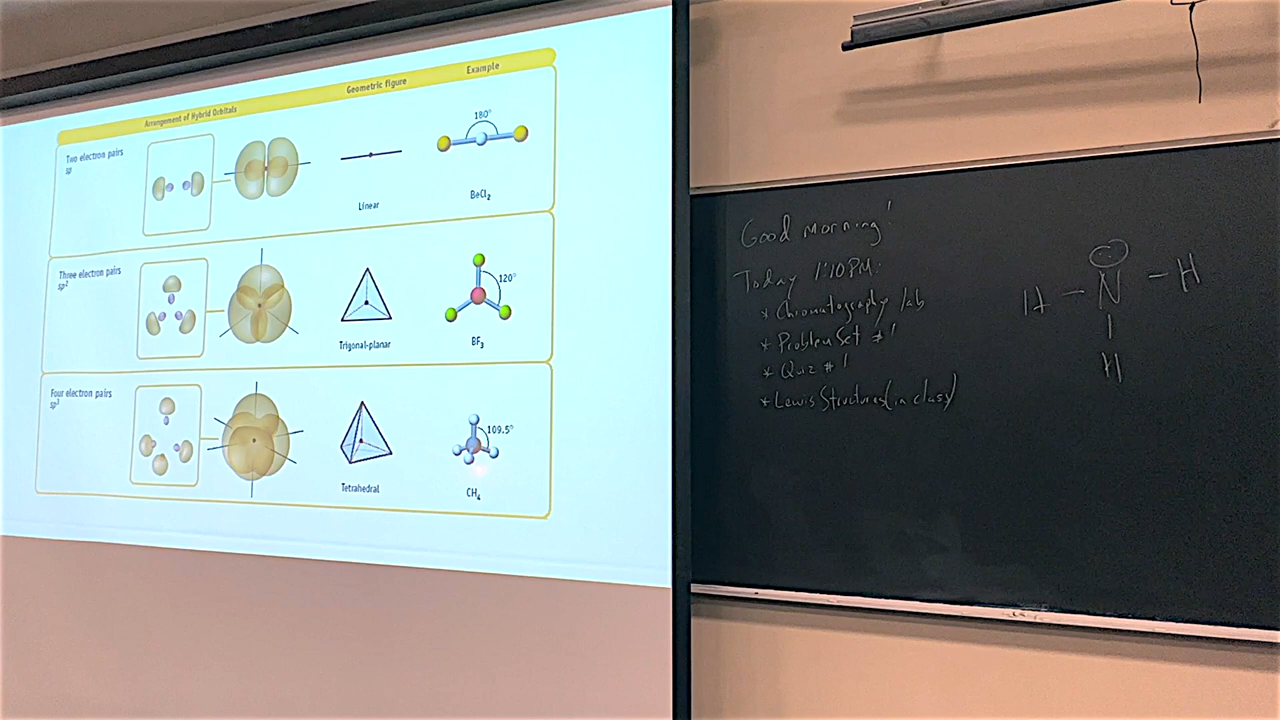 Arrangement of Hybrid Orbitals Geometric figure Example
Two electron pairs
sp
180°
Linear
BeCl₂
Three electron pairs
sp²
120°
Trigonal-planar
BF₃
Four electron pairs
sp³
109.5°
Tetrahedral
CH₄
Good Morning!
Today 1:10PM:
* Chromatography lab
* Problem Set #1
* Quiz #1
* Lewis Structures (in class)
H - N - H
|
H